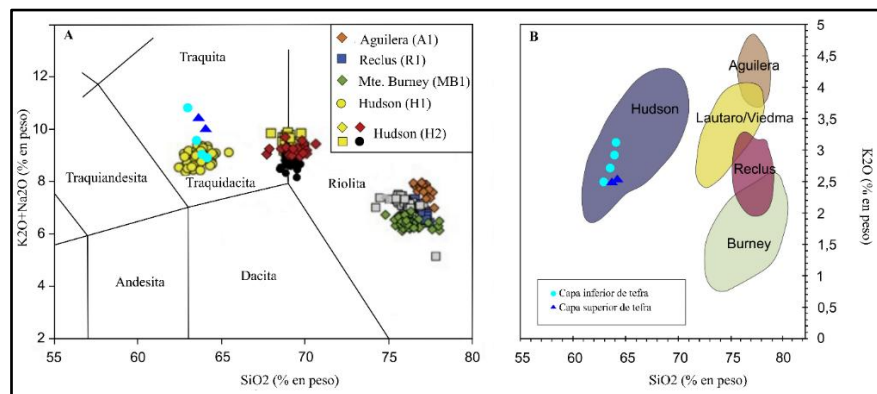 A
Traquita
Aguilera (A1)
Reclus (R1)
Mte. Burney (MB1)
Hudson (H1)
Hudson (H2)
Traquiandesita
Traquidacita
Riolita
Andesita
Dacita
K2O+Na2O (% en peso)
12
10
8
6
4
2
55
60
65
70
75
80
SiO2 (% en peso)
B
Aguilera
Hudson
Lautaro/Viedma
Reclus
Burney
Capa inferior de tefra
Capa superior de tefra
5
4,5
4
3,5
3
2,5
2
1,5
1
0,5
0
K2O (% en peso)
55
60
65
70
75
80
SiO2 (% en peso)